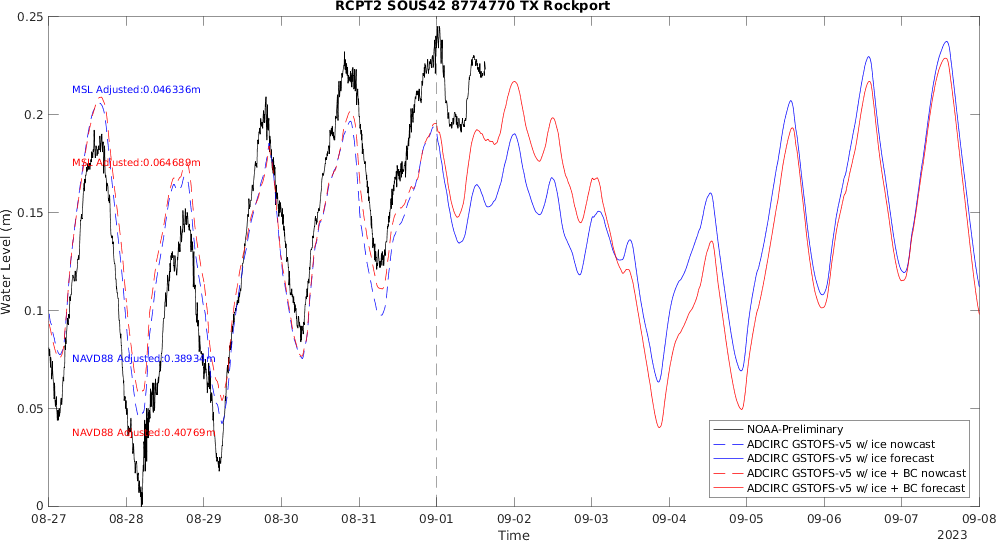 RCPT2 SOUS42 8774770 TX Rockport
0.25
0.2
0.15
0.1
0.05
0
Water Level (m)
MSL Adjusted:0.046336m
MSL Adjusted:0.064689m
NAVD88 Adjusted:0.38934m
NAVD88 Adjusted:0.40769m
NOAA-Preliminary
ADCIRC GSTOFS-v5 w/ ice nowcast
ADCIRC GSTOFS-v5 w/ ice forecast
ADCIRC GSTOFS-v5 w/ ice + BC nowcast
ADCIRC GSTOFS-v5 w/ ice + BC forecast
08-27 08-28 08-29 08-30 08-31 09-01 09-02 09-03 09-04 09-05 09-06 09-07 09-08
Time
2023